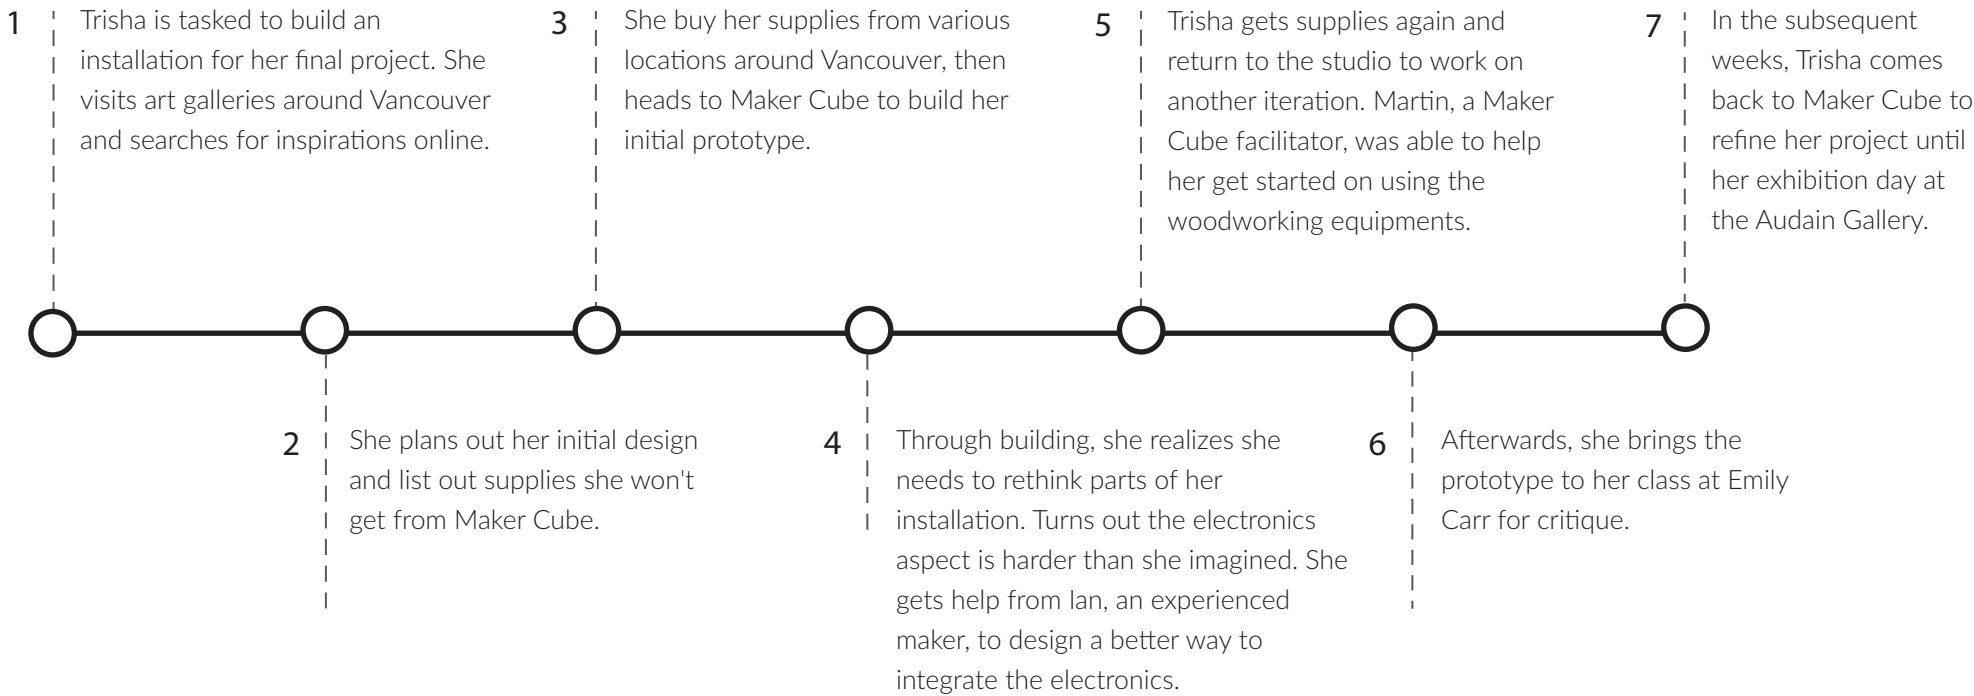 1
Trisha is tasked to build an
installation for her final project. She
visits art galleries around Vancouver
and searches for inspirations online.
2
She plans out her initial design
and list out supplies she won't
get from Maker Cube.
3
She buy her supplies from various
locations around Vancouver, then
heads to Maker Cube to build her
initial prototype.
4
Through building, she realizes she
needs to rethink parts of her
installation. Turns out the electronics
aspect is harder than she imagined. She
gets help from Ian, an experienced
maker, to design a better way to
integrate the electronics.
5
Trisha gets supplies again and
return to the studio to work on
another iteration. Martin, a Maker
Cube facilitator, was able to help
her get started on using the
woodworking equipments.
6
Afterwards, she brings the
prototype to her class at Emily
Carr for critique.
7
In the subsequent
weeks, Trisha comes
back to Maker Cube to
refine her project until
her exhibition day at
the Audain Gallery.